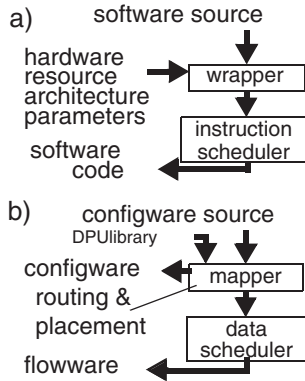 software source
a)
hardware
resource
architecture
parameters
wrapper
instruction
scheduler
software
code
b)
configware source
DPUlibrary
configware
mapper
routing &
placement
data
scheduler
flowware